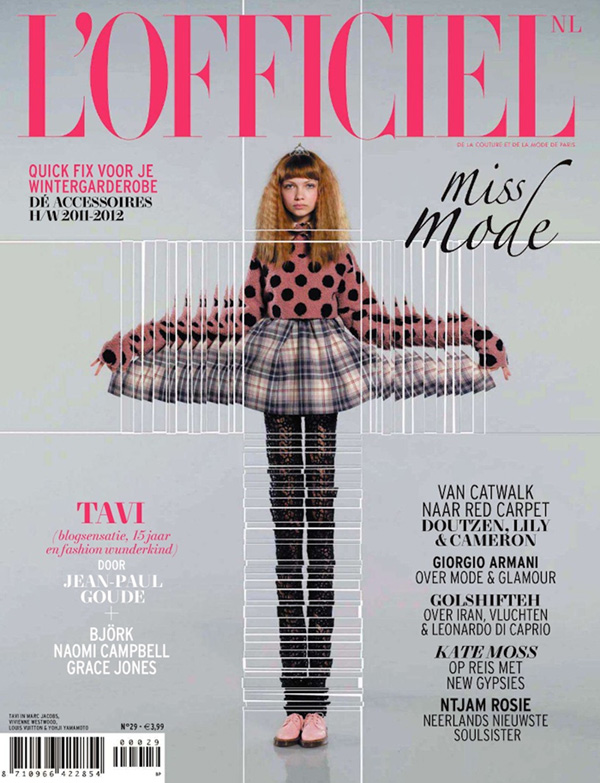 L'OFFICIEL NL
DE LA COUTURE ET DE LA MODE DE PARIS
QUICK FIX VOOR JE
WINTERGARDEROBE
DÉ ACCESSOIRES
H/W 2011-2012
miss
mode
TAVI
(blogsensatie, 15 jaar
en fashion wunderkind)
DOOR
JEAN-PAUL
GOUDE
+
BJÖRK
NAOMI CAMPBELL
GRACE JONES
VAN CATWALK
NAAR RED CARPET
DOUTZEN, LILY
& CAMERON
GIORGIO ARMANI
OVER MODE & GLAMOUR
GOLSHIFTEH
OVER IRAN, VLUCHTEN
& LEONARDO DI CAPRIO
KATE MOSS
OP REIS MET
NEW GYPSIES
NTJAM ROSIE
NEERLANDS NIEUWSTE
SOULSISTER
TAVI IN MARC JACOBS,
VIVIENNE WESTWOOD,
LOUIS VUITTON & YOHJI YAMAMOTO
Nº29 • €3,99
00029
8 710966 422854
BP